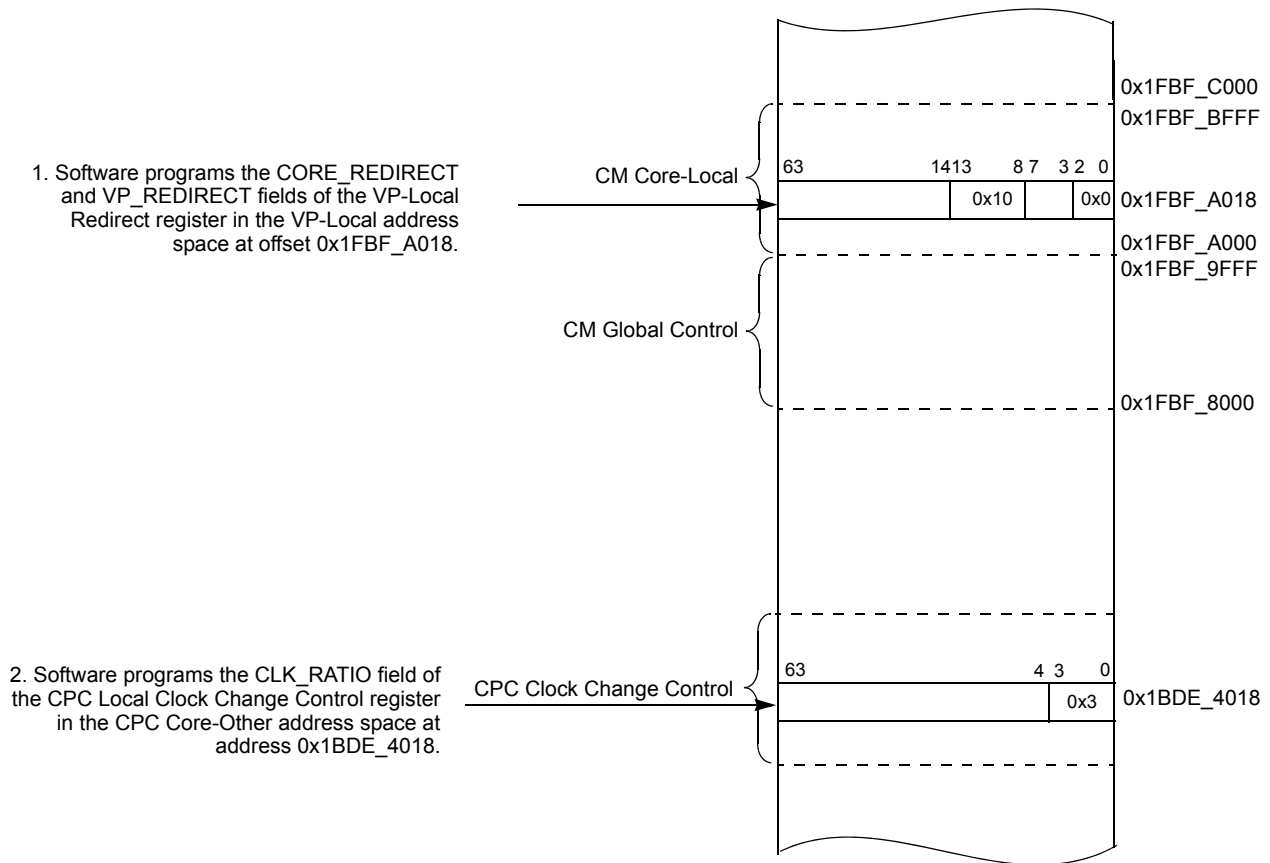 0x1FBF_C000
0x1FBF_BFFF
1. Software programs the CORE_REDIRECT
and VP_REDIRECT fields of the VP-Local
Redirect register in the VP-Local address
space at offset 0x1FBF_A018.
CM Core-Local
63 14 13 8 7 3 2 0
0x10 0x0 0x1FBF_A018
0x1FBF_A000
0x1FBF_9FFF
CM Global Control
0x1FBF_8000
2. Software programs the CLK_RATIO field of
the CPC Local Clock Change Control register
in the CPC Core-Other address space at
address 0x1BDE_4018.
CPC Clock Change Control
63 4 3 0
0x3 0x1BDE_4018